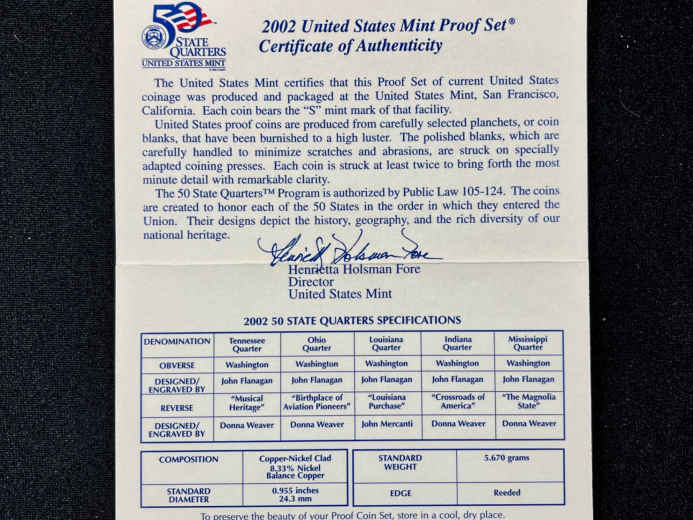 50
STATE
QUARTERS
UNITED STATES MINT
2002 United States Mint Proof Set®
Certificate of Authenticity
The United States Mint certifies that this Proof Set of current United States
coinage was produced and packaged at the United States Mint, San Francisco,
California. Each coin bears the “S” mint mark of that facility.
United States proof coins are produced from carefully selected planchets, or coin
blanks, that have been burnished to a high luster. The polished blanks, which are
carefully handled to minimize scratches and abrasions, are struck on specially
adapted coining presses. Each coin is struck at least twice to bring forth the most
minute detail with remarkable clarity.
The 50 State Quarters™ Program is authorized by Public Law 105-124. The coins
are created to honor each of the 50 States in the order in which they entered the
Union. Their designs depict the history, geography, and the rich diversity of our
national heritage.
Henrietta Holsman Fore
Henrietta Holsman Fore
Director
United States Mint
2002 50 STATE QUARTERS SPECIFICATIONS
DENOMINATION Tennessee Quarter Ohio Quarter Louisiana Quarter Indiana Quarter Mississippi Quarter
OBVERSE Washington Washington Washington Washington Washington
DESIGNED/ ENGRAVED BY John Flanagan John Flanagan John Flanagan John Flanagan John Flanagan
REVERSE “Musical Heritage” “Birthplace of Aviation Pioneers” “Louisiana Purchase” “Crossroads of America” “The Magnolia State”
DESIGNED/ ENGRAVED BY Donna Weaver Donna Weaver John Mercanti Donna Weaver Donna Weaver
COMPOSITION Copper-Nickel Clad 8.33% Nickel Balance Copper STANDARD WEIGHT 5.670 grams
STANDARD DIAMETER 0.955 inches 24.3 mm EDGE Reeded
To preserve the beauty of your Proof Coin Set, store in a cool, dry place.